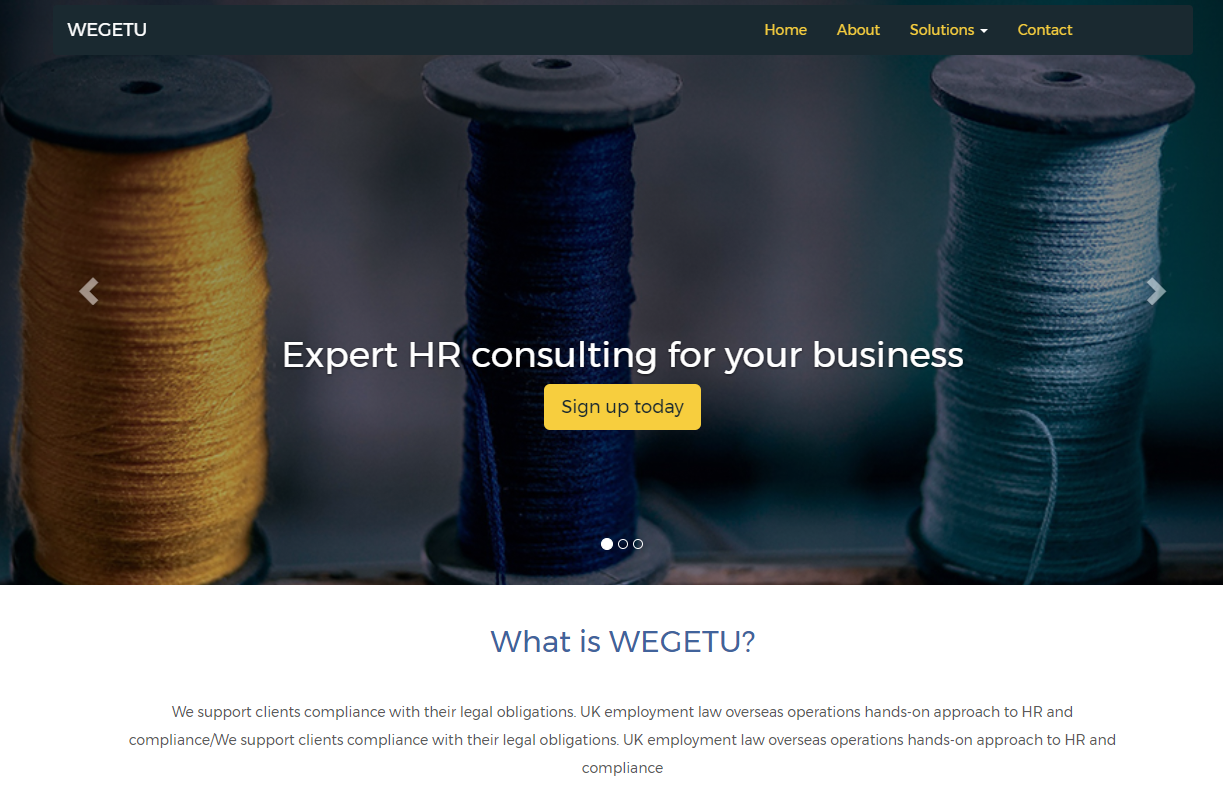 WEGETU Home About Solutions Contact
Expert HR consulting for your business
Sign up today
What is WEGETU?
We support clients compliance with their legal obligations. UK employment law overseas operations hands-on approach to HR and
compliance/We support clients compliance with their legal obligations. UK employment law overseas operations hands-on approach to HR and
compliance